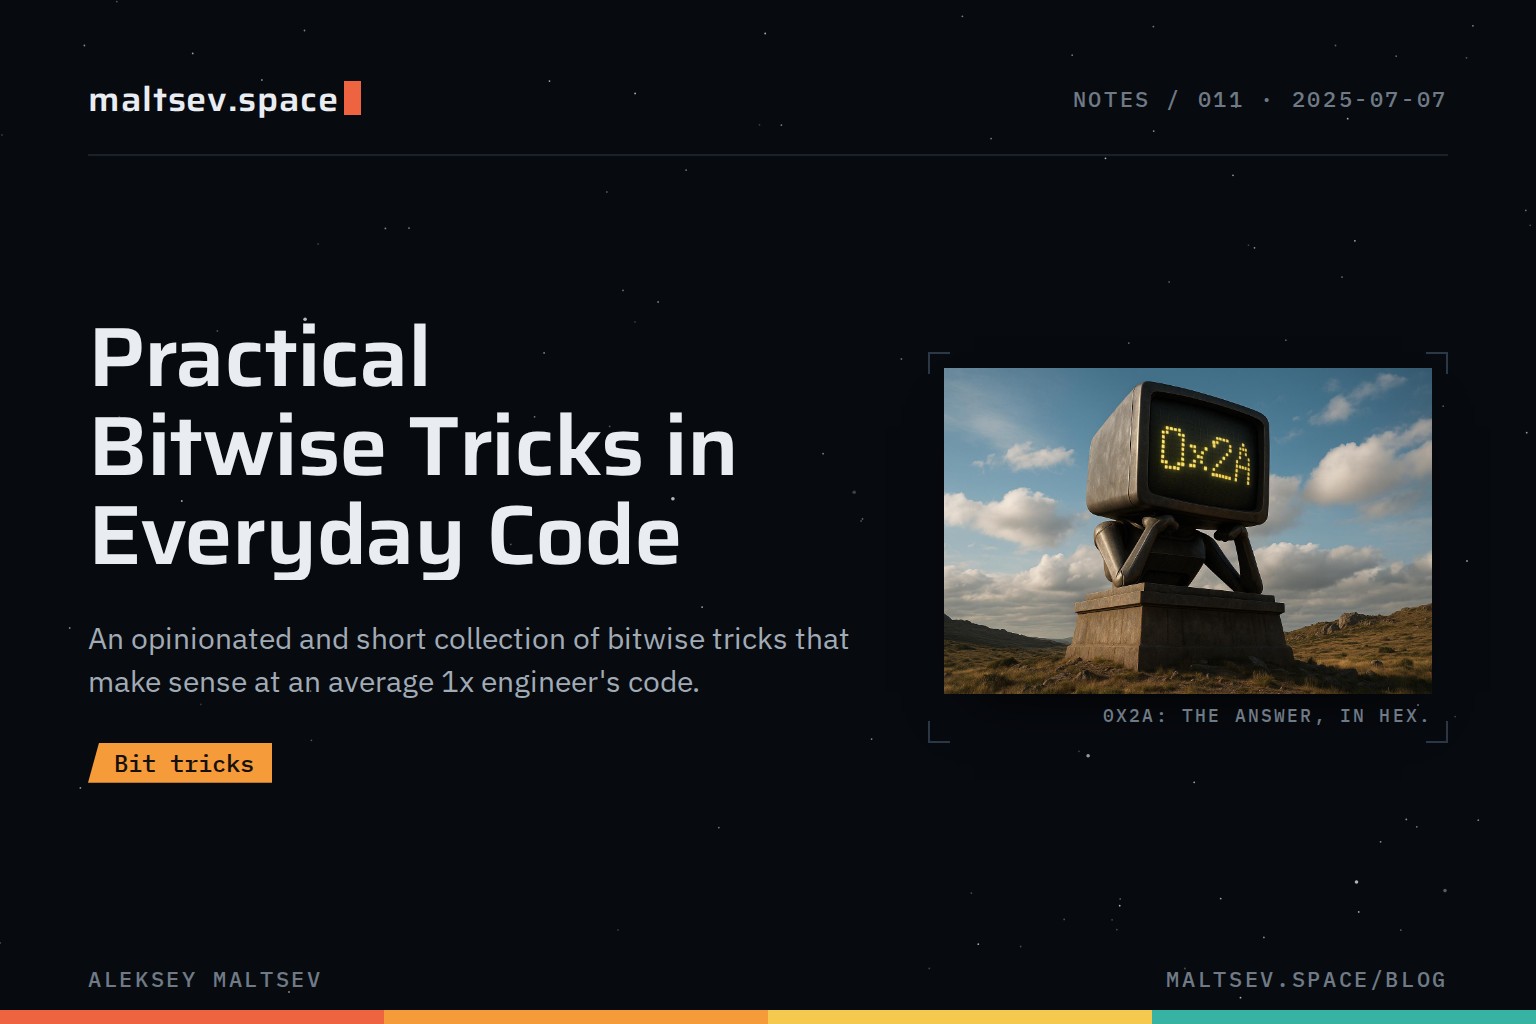 maltsev.space
NOTES / 011 · 2025-07-07
Practical
Bitwise Tricks in
Everyday Code
An opinionated and short collection of bitwise tricks that
make sense at an average 1x engineer's code.
Bit tricks
0x2A
0X2A: THE ANSWER, IN HEX.
ALEKSEY MALTSEV
MALTSEV.SPACE/BLOG